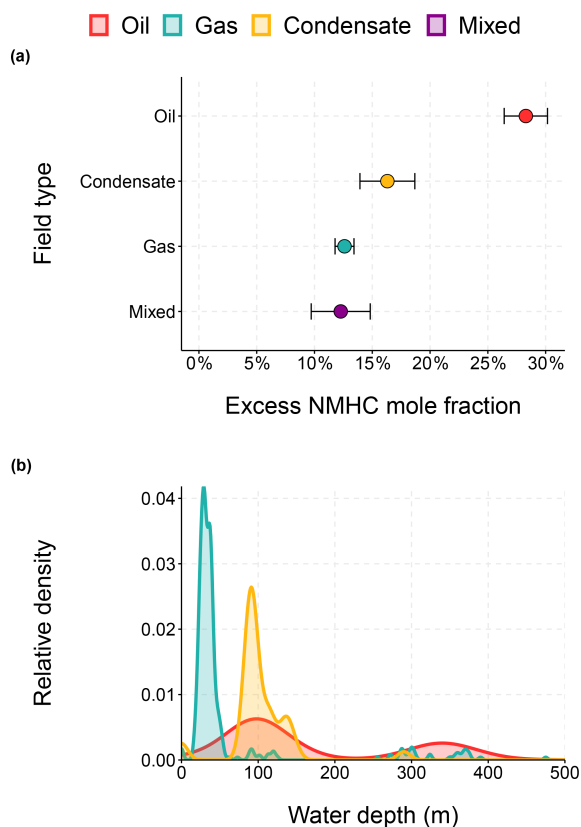 Oil Gas Condensate Mixed
(a)
Field type
Oil
Condensate
Gas
Mixed
0% 5% 10% 15% 20% 25% 30%
Excess NMHC mole fraction
(b)
Relative density
0.04
0.03
0.02
0.01
0.00
0 100 200 300 400 500
Water depth (m)